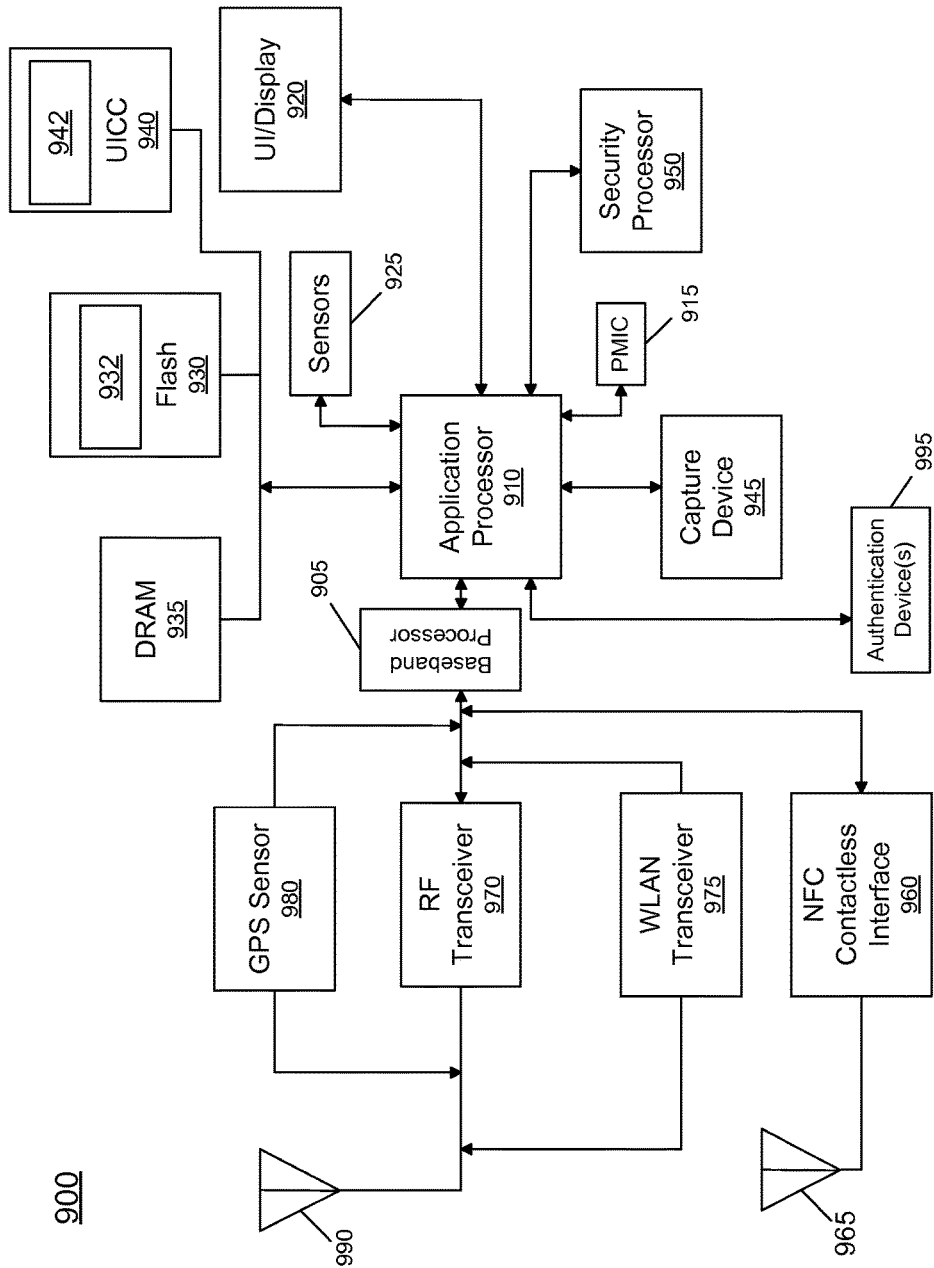 900
990
965
GPS Sensor
980
RF
Transceiver
970
WLAN
Transceiver
975
NFC
Contactless
Interface
960
905
Baseband
Processor
DRAM
935
932
Flash
930
942
UICC
940
UI/Display
920
Sensors
925
Application
Processor
910
Security
Processor
950
PMIC
915
Capture
Device
945
Authentication
Device(s)
995